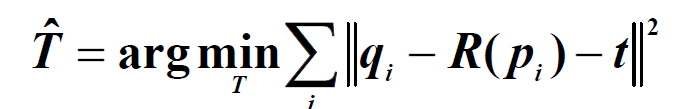 T̂ = arg min_T ∑_i ‖q_i − R(p_i) − t‖²